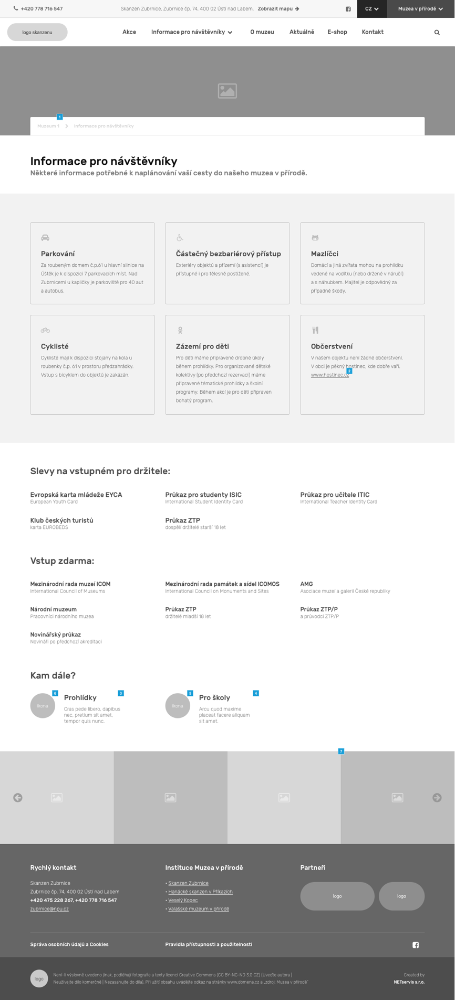 +420 778 716 547
Skanzen Zubrnice, Zubrnice čp. 74, 400 02 Ústí nad Labem. Zobrazit mapu
CZ
Muzea v přírodě
logo skanzenu
Akce
Informace pro návštěvníky
O muzeu
Aktuálně
E-shop
Kontakt
1
Muzeum 1
Informace pro návštěvníky
Informace pro návštěvníky
Některé informace potřebné k naplánování vaší cesty do našeho muzea v přírodě.
Parkování
Za roubeným domem č.p.61 u hlavní silnice na
Úštěk je k dispozici 7 parkovacích míst. Nad
Zubrnicemi u kapličky je parkoviště pro 40 aut
a autobus.
Částečný bezbariérový přístup
Exteriéry objektů a přízemí (s asistencí) je
přístupné i pro tělesně postižené.
Mazlíčci
Domácí a jiná zvířata mohou na prohlídku
vedené na vodítku (nebo držené v náručí)
a s náhubkem. Majitel je odpovědný za
případné škody.
Cyklisté
Cyklisté mají k dispozici stojany na kola u
roubenky č.p. 61 v prostoru předzahrádky.
Vstup s bicyklem do objektů je zakázán.
Zázemí pro děti
Pro děti máme připravené drobné úkoly
během prohlídky. Pro organizované dětské
kolektivy (po předchozí rezervaci) máme
připravené tématické prohlídky a školní
programy. Během akcí je pro děti připraven
bohatý program.
Občerstvení
V našem objektu není žádné občerstvení.
V obci je pěkný hostinec, kde dobře vaří.
2
www.hostinec.cz
Slevy na vstupném pro držitele:
Evropská karta mládeže EYCA
European Youth Card
Průkaz pro studenty ISIC
International Student Identity Card
Průkaz pro učitele ITIC
International Teacher Identity Card
Klub českých turistů
karta EUROBEDS
Průkaz ZTP
dospělí držitelé starší 18 let
Vstup zdarma:
Mezinárodní rada muzeí ICOM
International Council of Museums
Mezinárodní rada památek a sídel ICOMOS
International Council on Monuments and Sites
AMG
Asociace muzeí a galerií České republiky
Národní muzeum
Pracovníci národního muzea
Průkaz ZTP
držitelé mladší 18 let
Průkaz ZTP/P
a průvodci ZTP/P
Novinářský průkaz
Novináři po předchozí akreditaci
Kam dále?
6
3
ikona
Prohlídky
Cras pede libero, dapibus
nec, pretium sit amet,
tempor quis nunc.
5
4
ikona
Pro školy
Arcu quod maxime
placeat facere aliquam
sit amet.
7
Rychlý kontakt
Skanzen Zubrnice
Zubrnice čp. 74, 400 02 Ústí nad Labem
+420 475 228 267, +420 778 716 547
zubrnice@npu.cz
Instituce Muzea v přírodě
• Skanzen Zubrnice
• Hanácké skanzen v Příkazích
• Veselý Kopec
• Valašské muzeum v přírodě
Partneři
logo
logo
Správa osobních údajů a Cookies
Pravidla přístupnosti a použitelnosti
logo
Není-li výslovně uvedeno jinak, podléhají fotografie a texty licenci Creative Commons (CC BY-NC-ND 3.0 CZ) (Uveďte autora |
Neužívejte dílo komerčně | Nezasahujte do díla). Při užití obsahu uvádějte odkaz na stránky www.domena.cz a „zdroj: Muzea v přírodě"
Created by
NETservis s.r.o.